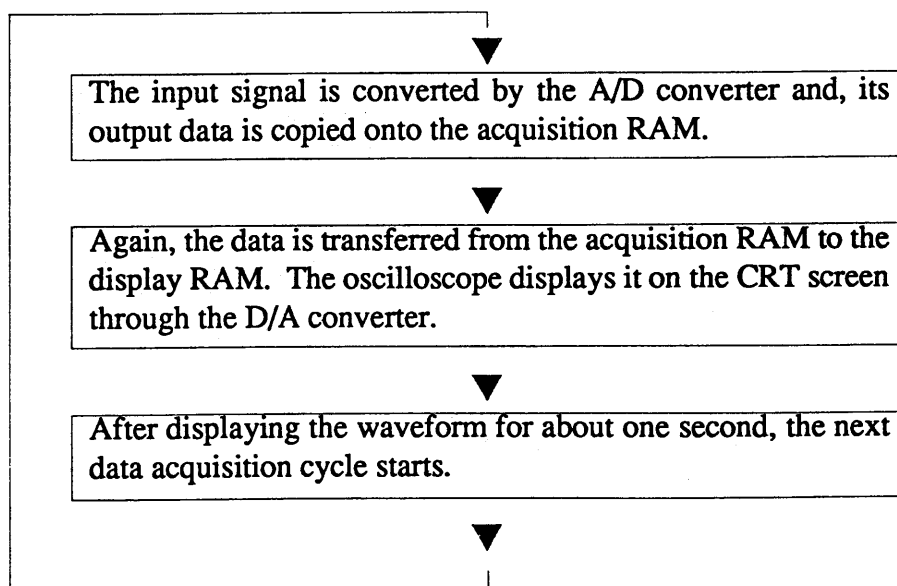 The input signal is converted by the A/D converter and, its
output data is copied onto the acquisition RAM.
Again, the data is transferred from the acquisition RAM to the
display RAM. The oscilloscope displays it on the CRT screen
through the D/A converter.
After displaying the waveform for about one second, the next
data acquisition cycle starts.